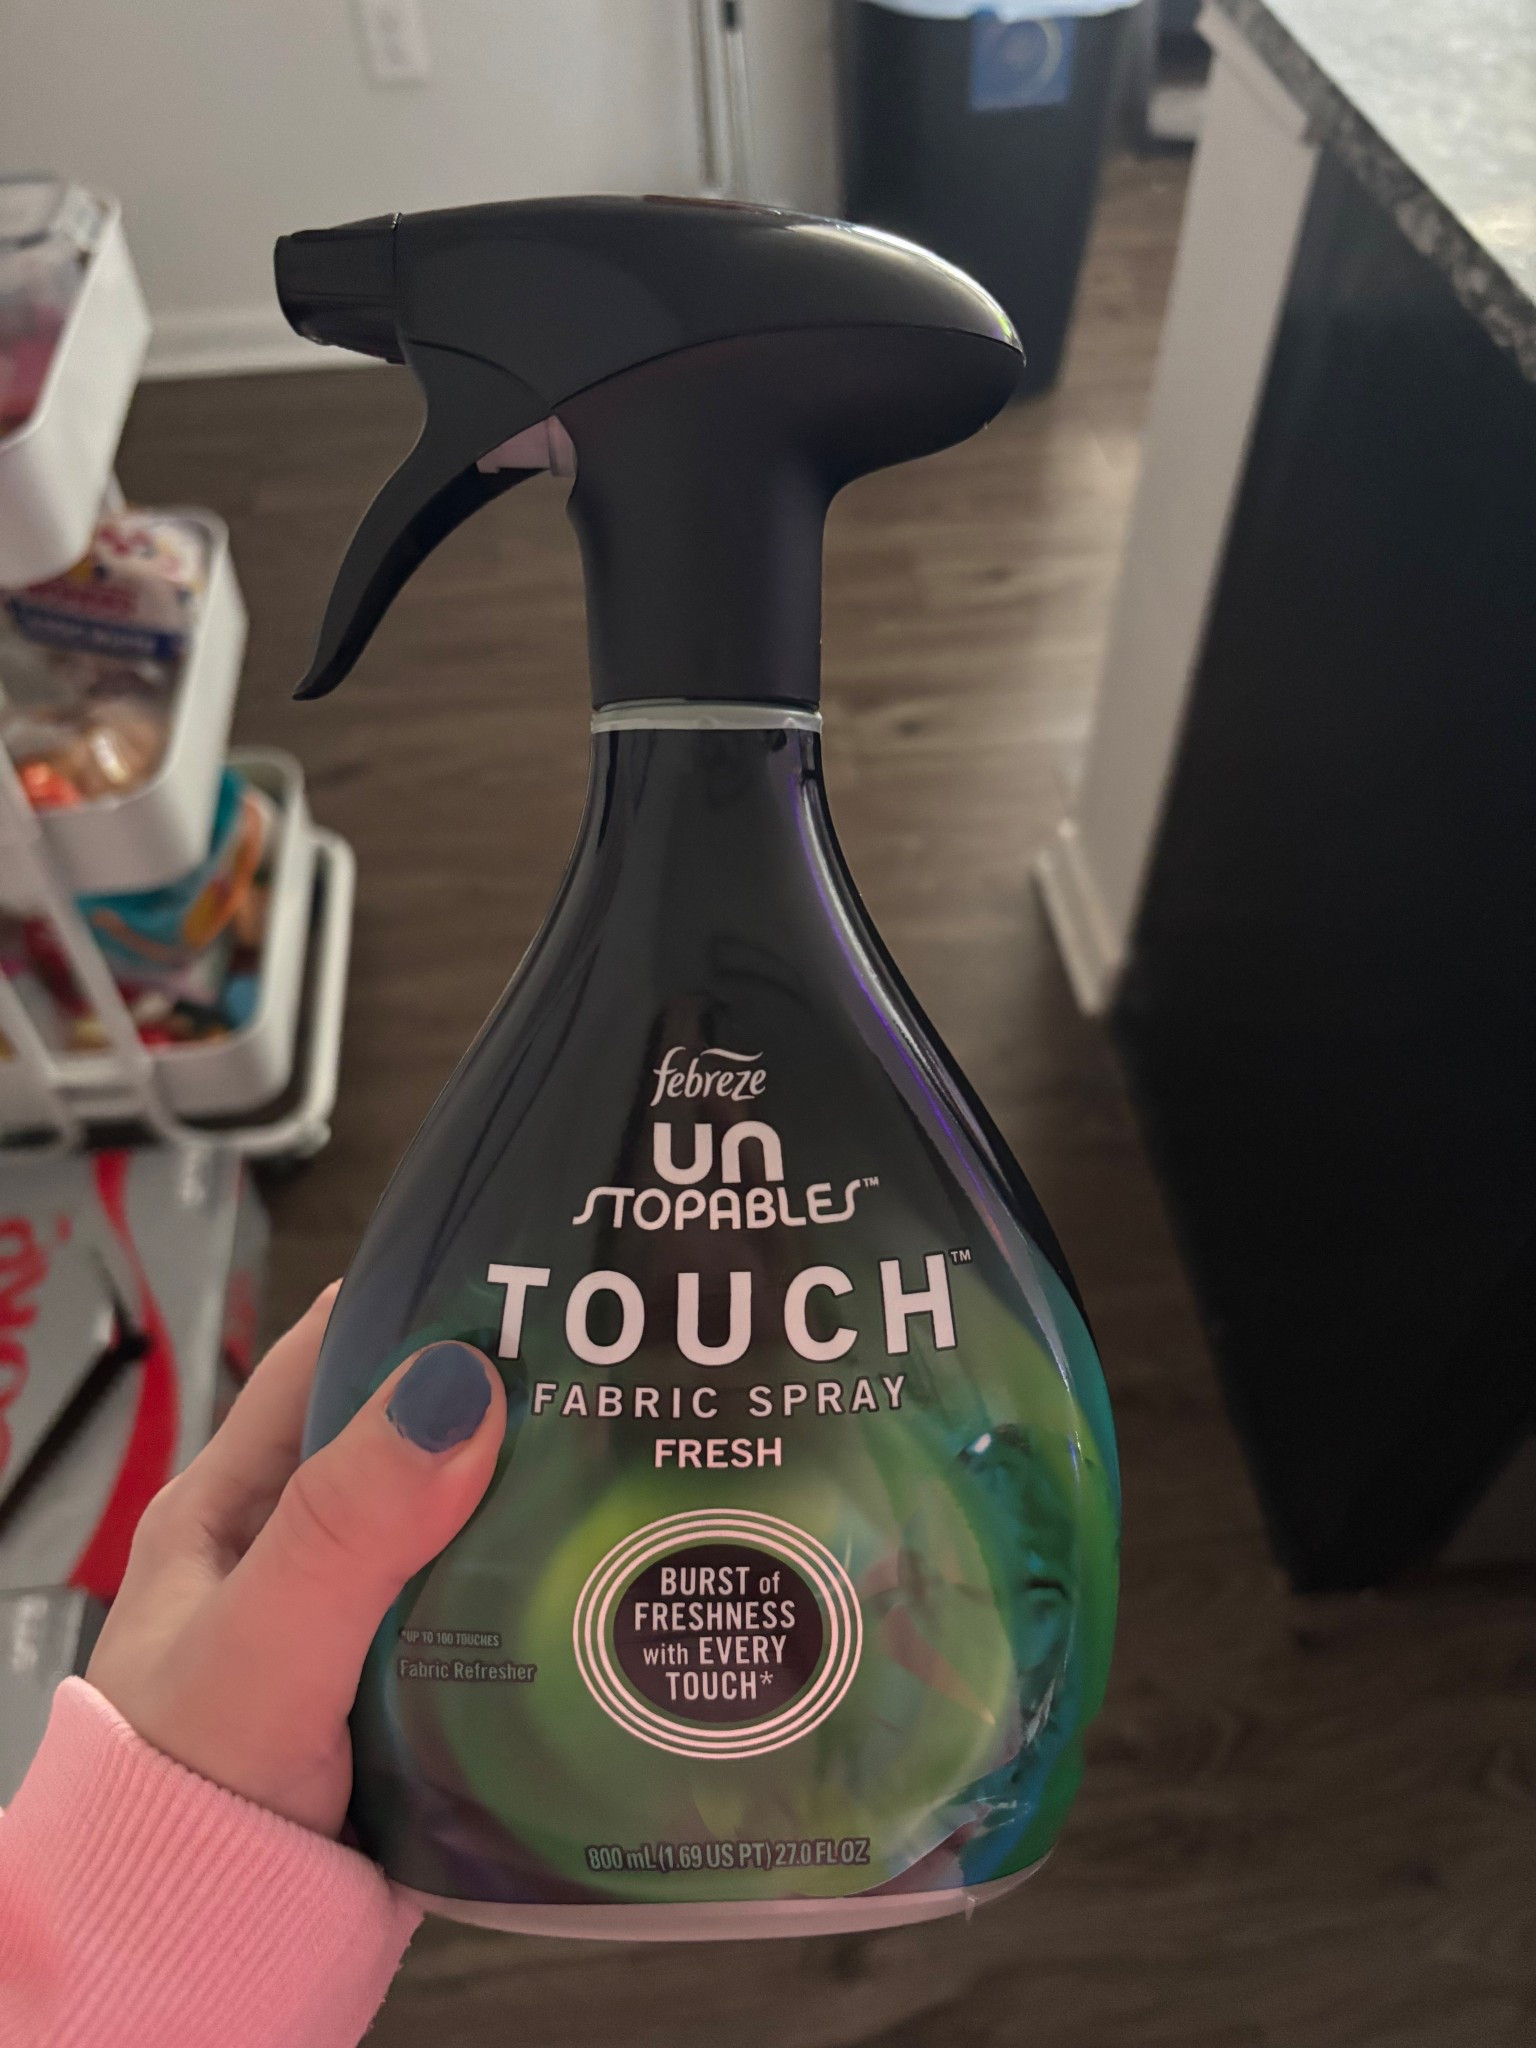 febreze
UN
STOPABLES™
TOUCH™
FABRIC SPRAY
FRESH
BURST of
FRESHNESS
with EVERY
TOUCH*
*UP TO 100 TOUCHES
Fabric Refresher
800 mL (1.69 US PT) 27.0 FL OZ